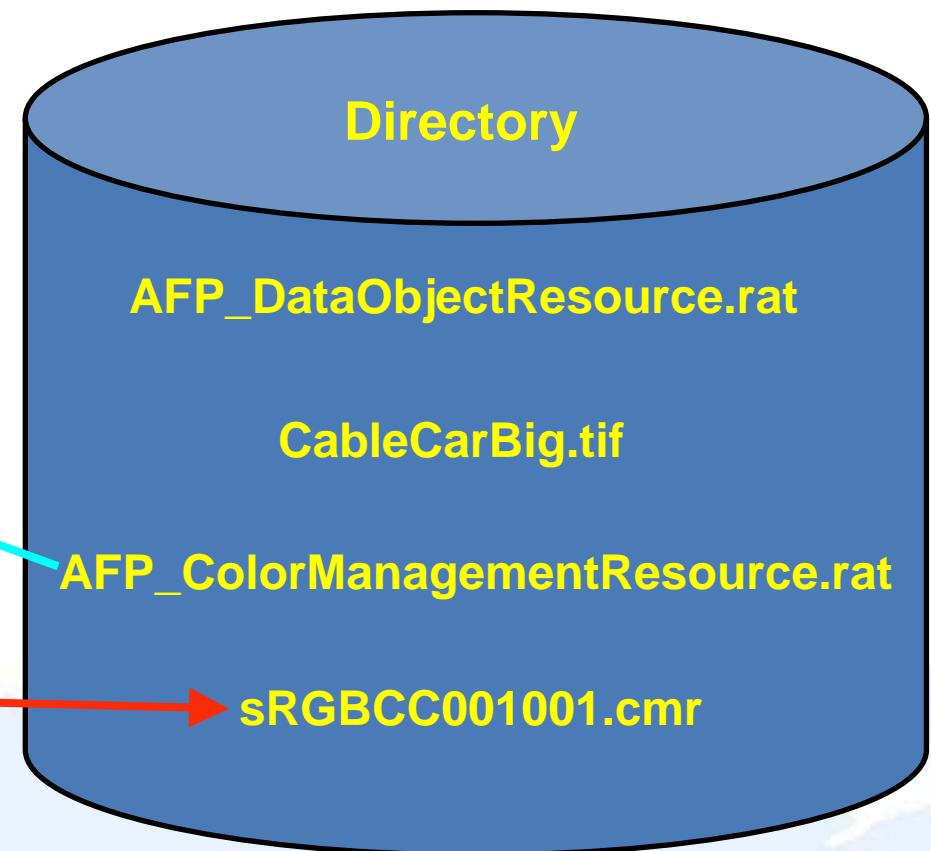 Directory
AFP_DataObjectResource.rat
CableCarBig.tif
AFP_ColorManagementResource.rat
sRGBCC001001.cmr